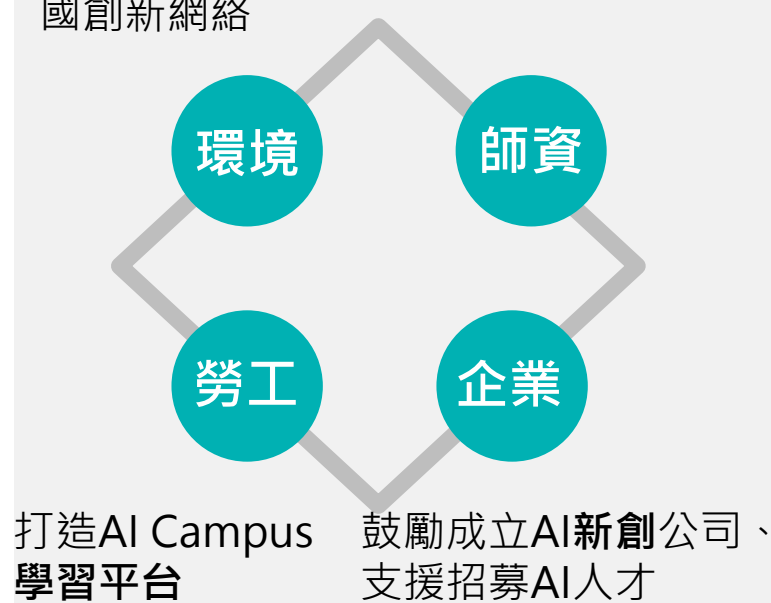 國創新網絡
環境
師資
勞工
企業
打造AI Campus
學習平台
鼓勵成立AI新創公司、
支援招募AI人才